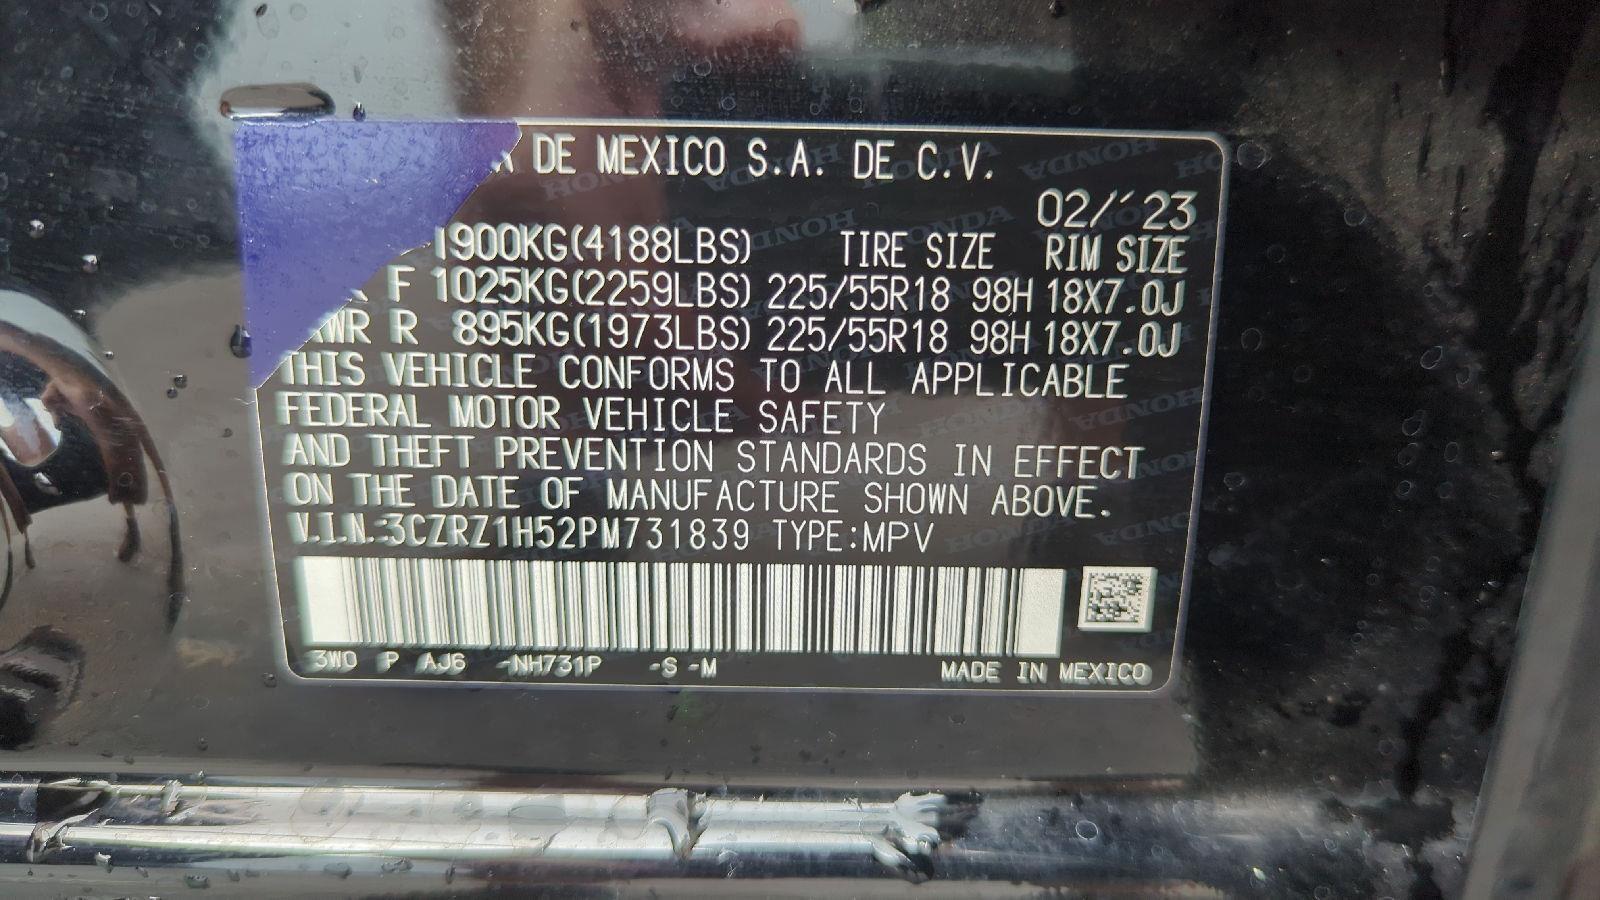 DE MEXICO S.A. DE C.V.
02/´23
1900KG(4188LBS) TIRE SIZE RIM SIZE
F 1025KG(2259LBS) 225/55R18 98H 18X7.0J
R 895KG(1973LBS) 225/55R18 98H 18X7.0J
THIS VEHICLE CONFORMS TO ALL APPLICABLE
FEDERAL MOTOR VEHICLE SAFETY
AND THEFT PREVENTION STANDARDS IN EFFECT
ON THE DATE OF MANUFACTURE SHOWN ABOVE.
V.I.N.:3CZRZ1H52PM731839 TYPE:MPV
3W0 P AJ6 -NH731P -S -M MADE IN MEXICO